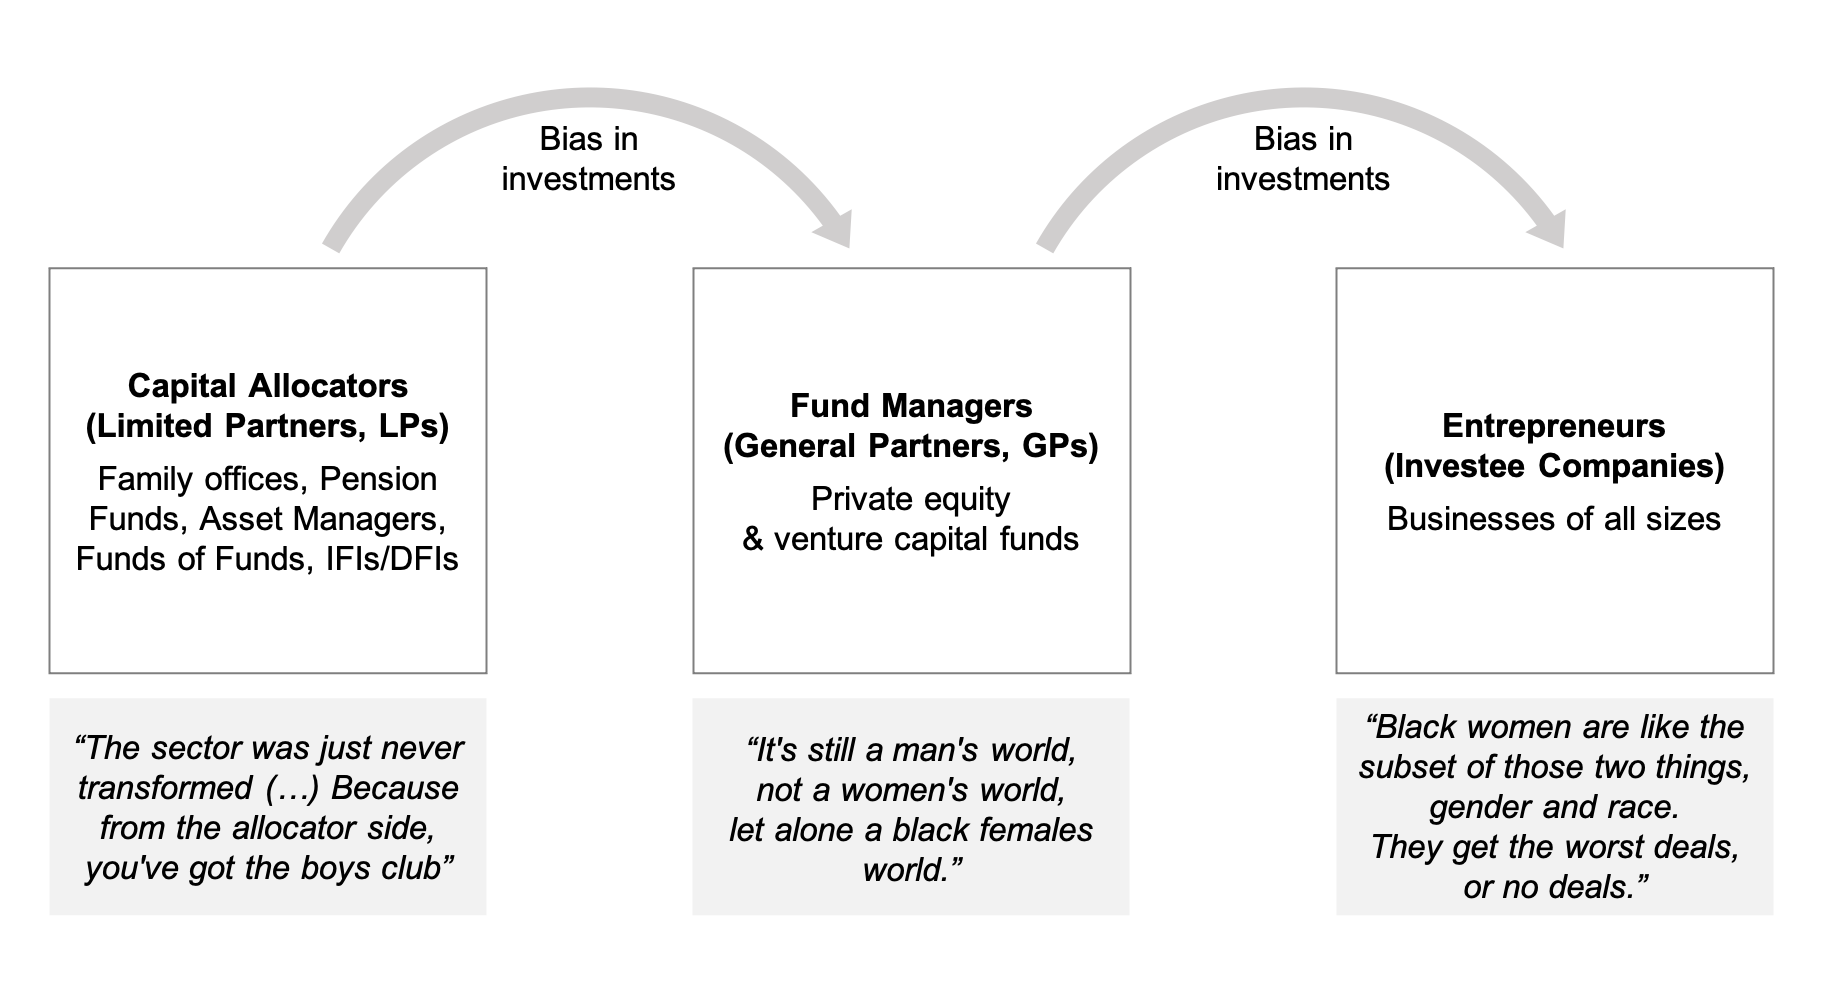 Bias in
investments
Bias in
investments
Capital Allocators
(Limited Partners, LPs)
Family offices, Pension
Funds, Asset Managers,
Funds of Funds, IFIs/DFIs
Fund Managers
(General Partners, GPs)
Private equity
& venture capital funds
Entrepreneurs
(Investee Companies)
Businesses of all sizes
“The sector was just never
transformed (…) Because
from the allocator side,
you've got the boys club”
“It's still a man's world,
not a women's world,
let alone a black females
world.”
“Black women are like the
subset of those two things,
gender and race.
They get the worst deals,
or no deals.”